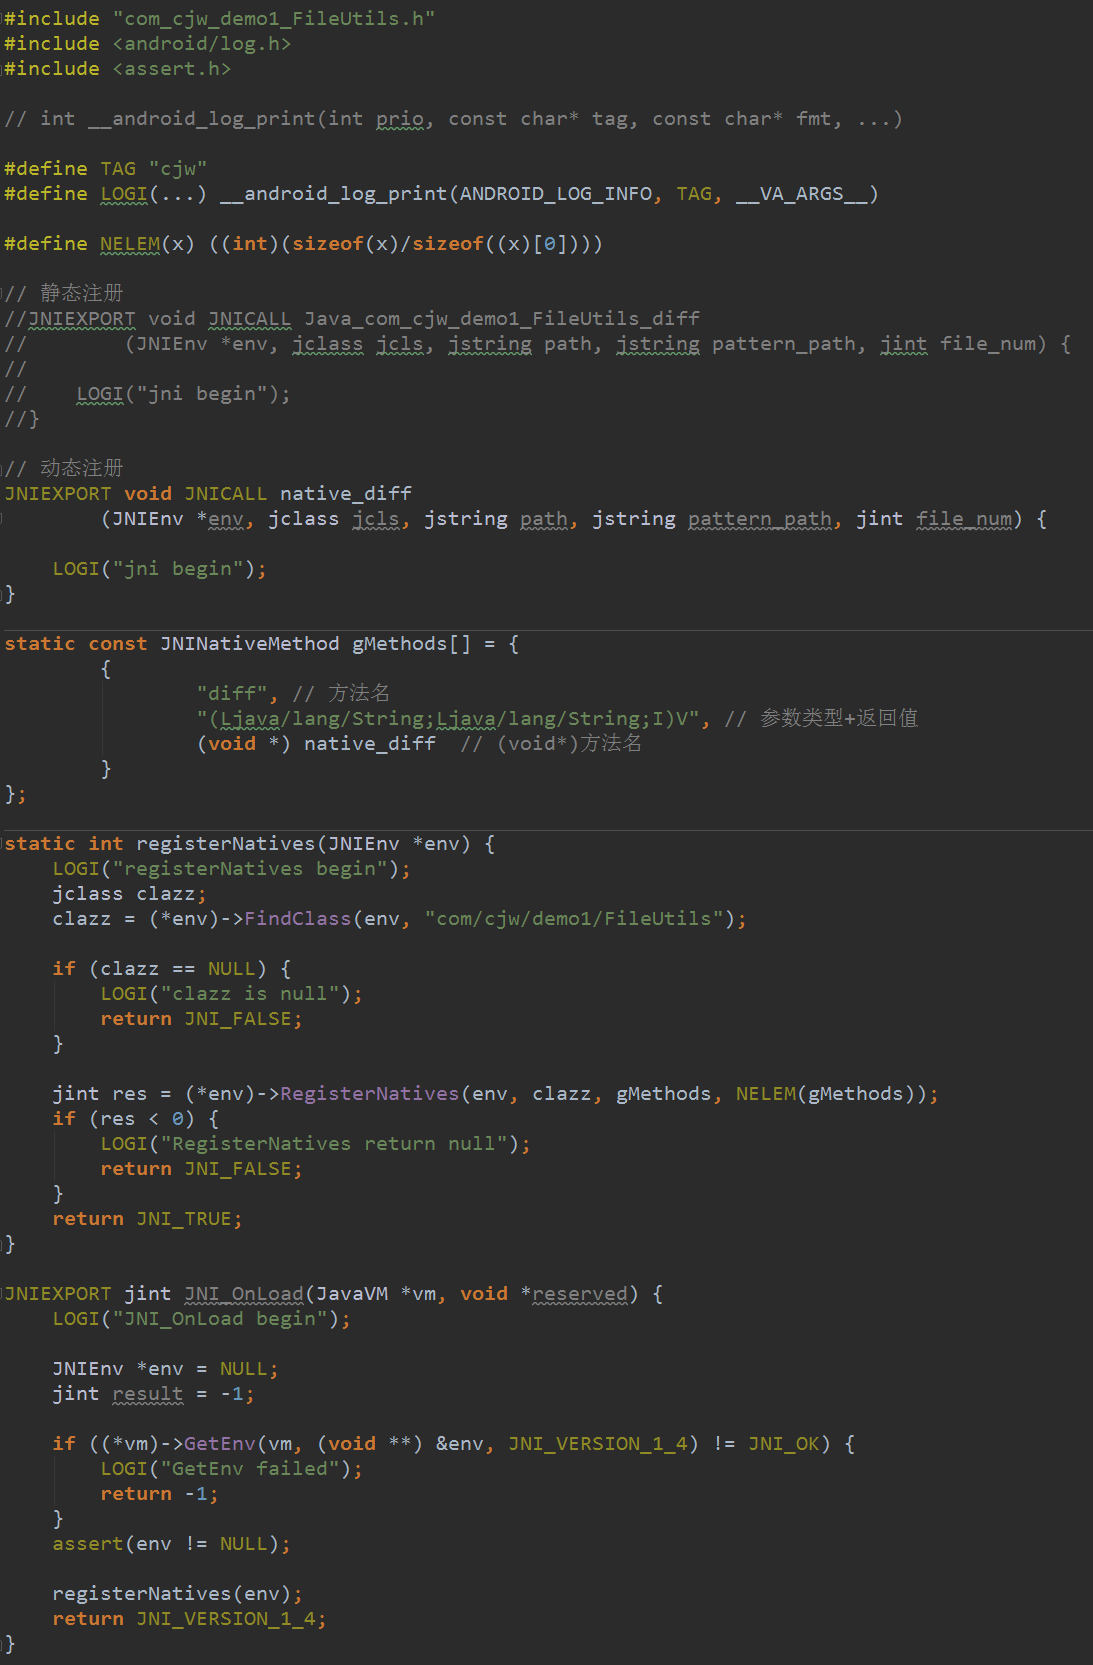 #include "com_cjw_demo1_FileUtils.h"
#include <android/log.h>
#include <assert.h>
// int __android_log_print(int prio, const char* tag, const char* fmt, ...)
#define TAG "cjw"
#define LOGI(...) __android_log_print(ANDROID_LOG_INFO, TAG, __VA_ARGS__)
#define NELEM(x) ((int)(sizeof(x)/sizeof((x)[0])))
// 静态注册
//JNIEXPORT void JNICALL Java_com_cjw_demo1_FileUtils_diff
//        (JNIEnv *env, jclass jcls, jstring path, jstring pattern_path, jint file_num) {
//
//    LOGI("jni begin");
//}
// 动态注册
JNIEXPORT void JNICALL native_diff
        (JNIEnv *env, jclass jcls, jstring path, jstring pattern_path, jint file_num) {
    LOGI("jni begin");
}
static const JNINativeMethod gMethods[] = {
        {
                "diff", // 方法名
                "(Ljava/lang/String;Ljava/lang/String;I)V", // 参数类型+返回值
                (void *) native_diff  // (void*)方法名
        }
};
static int registerNatives(JNIEnv *env) {
    LOGI("registerNatives begin");
    jclass clazz;
    clazz = (*env)->FindClass(env, "com/cjw/demo1/FileUtils");
    if (clazz == NULL) {
        LOGI("clazz is null");
        return JNI_FALSE;
    }
    jint res = (*env)->RegisterNatives(env, clazz, gMethods, NELEM(gMethods));
    if (res < 0) {
        LOGI("RegisterNatives return null");
        return JNI_FALSE;
    }
    return JNI_TRUE;
}
JNIEXPORT jint JNI_OnLoad(JavaVM *vm, void *reserved) {
    LOGI("JNI_OnLoad begin");
    JNIEnv *env = NULL;
    jint result = -1;
    if ((*vm)->GetEnv(vm, (void **) &env, JNI_VERSION_1_4) != JNI_OK) {
        LOGI("GetEnv failed");
        return -1;
    }
    assert(env != NULL);
    registerNatives(env);
    return JNI_VERSION_1_4;
}